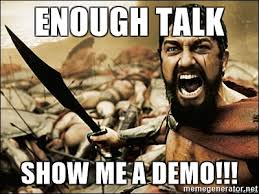 ENOUGH TALK
SHOW ME A DEMO!!!
memegenerator.net